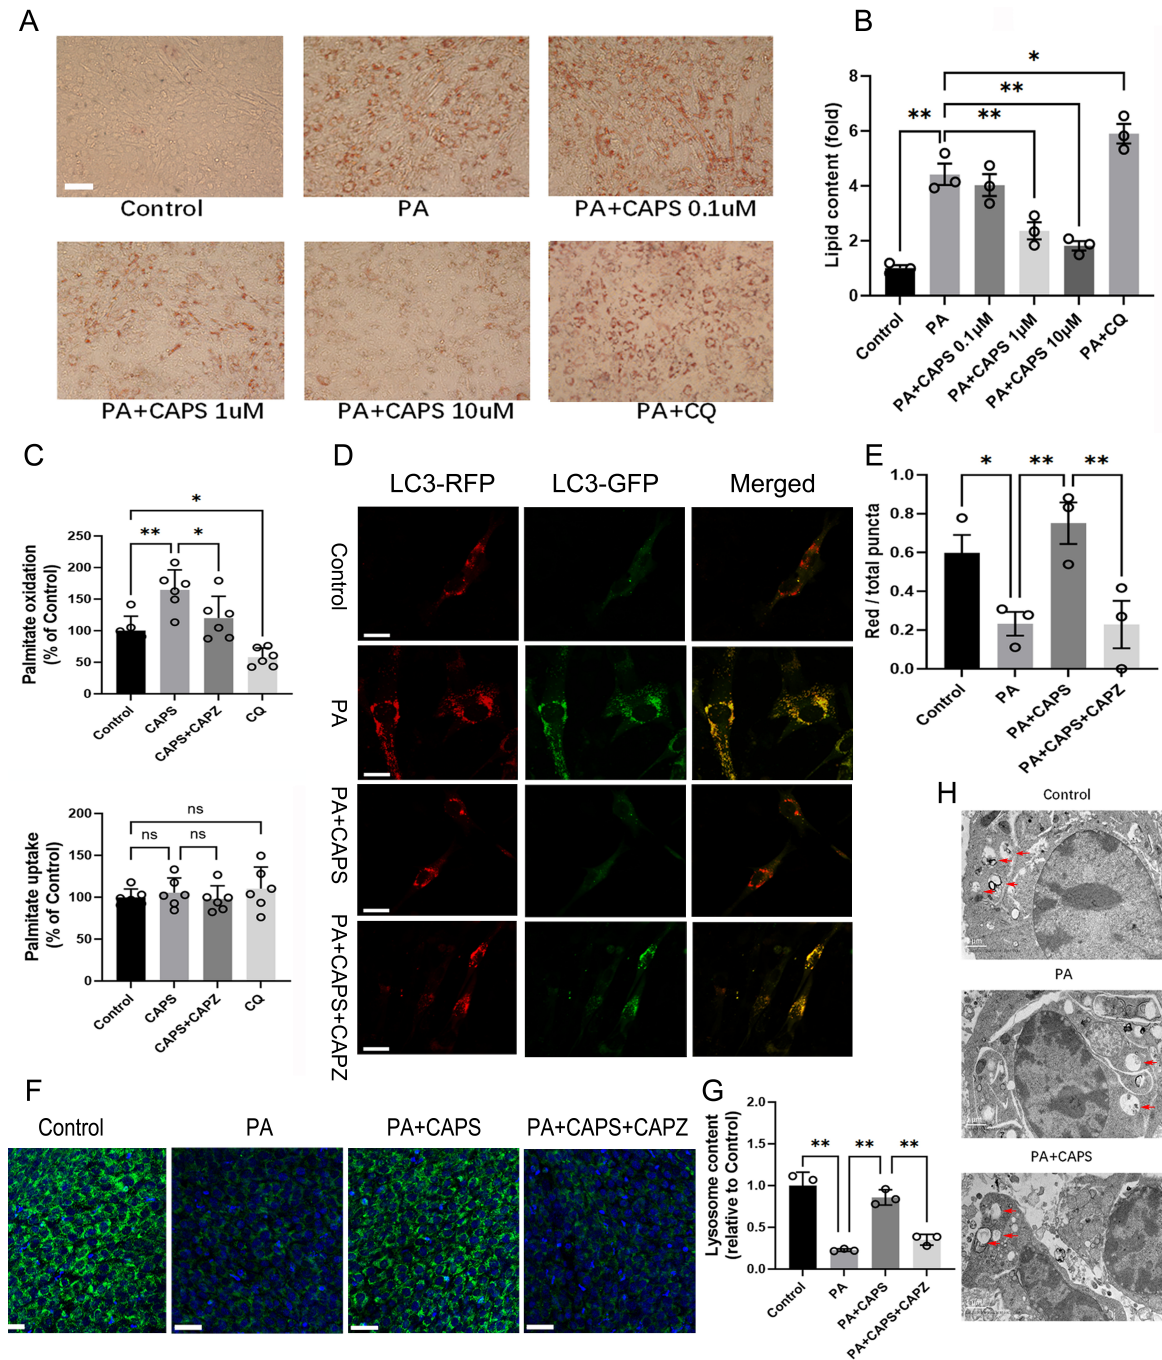 A
Control
PA
PA+CAPS 0.1uM
PA+CAPS 1uM
PA+CAPS 10uM
PA+CQ
B
Lipid content (fold)
8
6
4
2
0
**
**
**
*
Control
PA
PA+CAPS 0.1μM
PA+CAPS 1μM
PA+CAPS 10μM
PA+CQ
C
Palmitate oxidation
(% of Control)
250
200
150
100
50
0
**
*
*
Control
CAPS
CAPS+CAPZ
CQ
Palmitate uptake
(% of Control)
200
150
100
50
0
ns
ns
ns
Control
CAPS
CAPS+CAPZ
CQ
D
LC3-RFP
LC3-GFP
Merged
Control
PA
PA+CAPS
PA+CAPS+CAPZ
E
Red / total puncta
1.0
0.8
0.6
0.4
0.2
0.0
*
**
**
Control
PA
PA+CAPS
PA+CAPS+CAPZ
F
Control
PA
PA+CAPS
PA+CAPS+CAPZ
G
Lysosome content
(relative to Control)
2.0
1.5
1.0
0.5
0.0
**
**
**
Control
PA
PA+CAPS
PA+CAPS+CAPZ
H
Control
PA
PA+CAPS